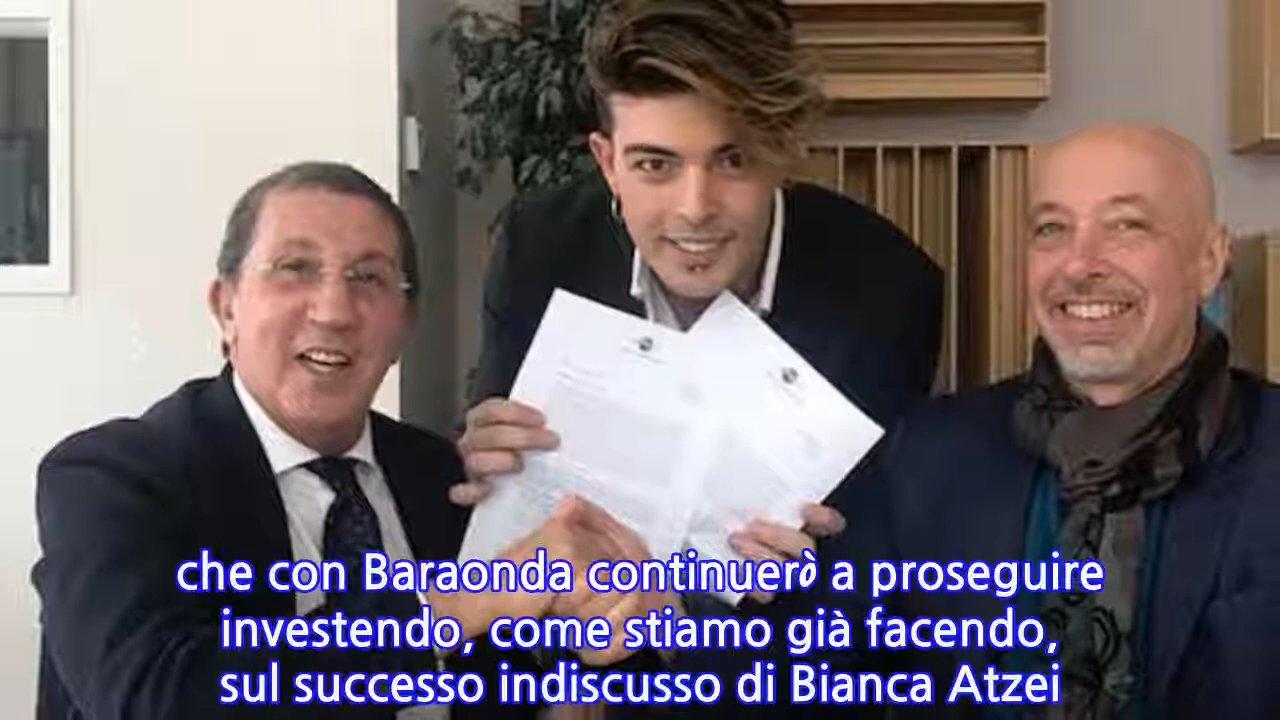 che con Baraonda continuerò a proseguire
investendo, come stiamo già facendo,
sul successo indiscusso di Bianca Atzei